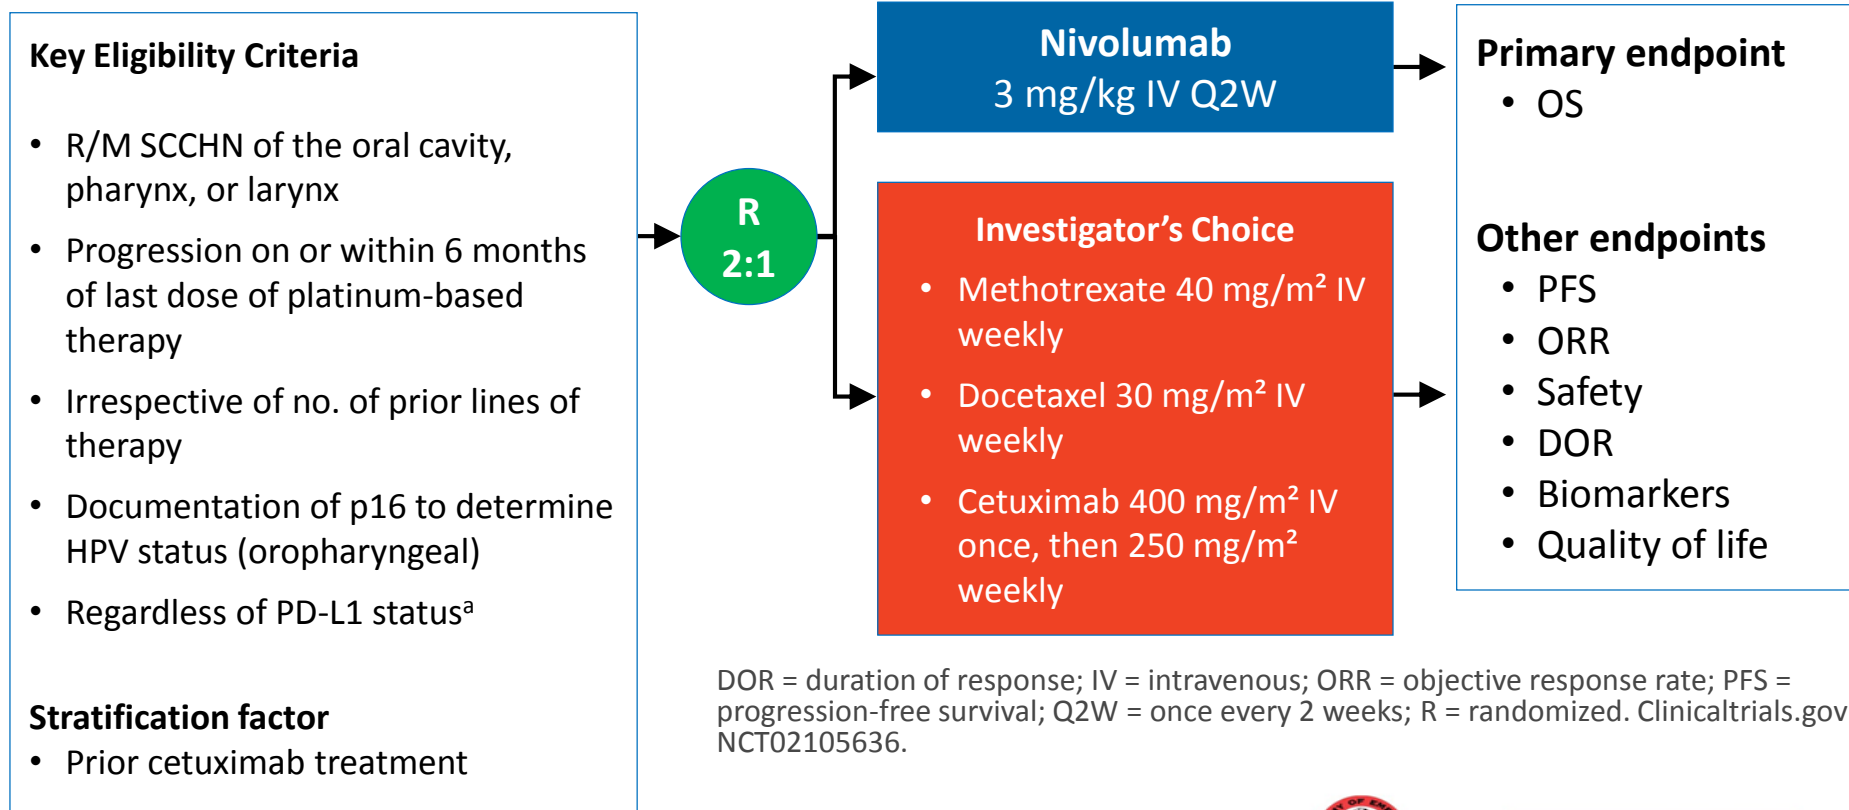 Key Eligibility Criteria
• R/M SCCHN of the oral cavity,
pharynx, or larynx
• Progression on or within 6 months
of last dose of platinum-based
therapy
• Irrespective of no. of prior lines of
therapy
• Documentation of p16 to determine
HPV status (oropharyngeal)
• Regardless of PD-L1 statusᵃ
Stratification factor
• Prior cetuximab treatment
R
2:1
Nivolumab
3 mg/kg IV Q2W
Investigator’s Choice
• Methotrexate 40 mg/m² IV
weekly
• Docetaxel 30 mg/m² IV
weekly
• Cetuximab 400 mg/m² IV
once, then 250 mg/m²
weekly
Primary endpoint
• OS
Other endpoints
• PFS
• ORR
• Safety
• DOR
• Biomarkers
• Quality of life
DOR = duration of response; IV = intravenous; ORR = objective response rate; PFS =
progression-free survival; Q2W = once every 2 weeks; R = randomized. Clinicaltrials.gov
NCT02105636.